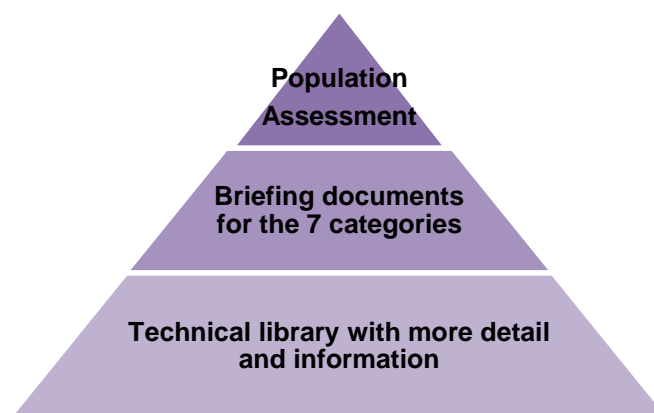 Population
Assessment
Briefing documents
for the 7 categories
Technical library with more detail
and information